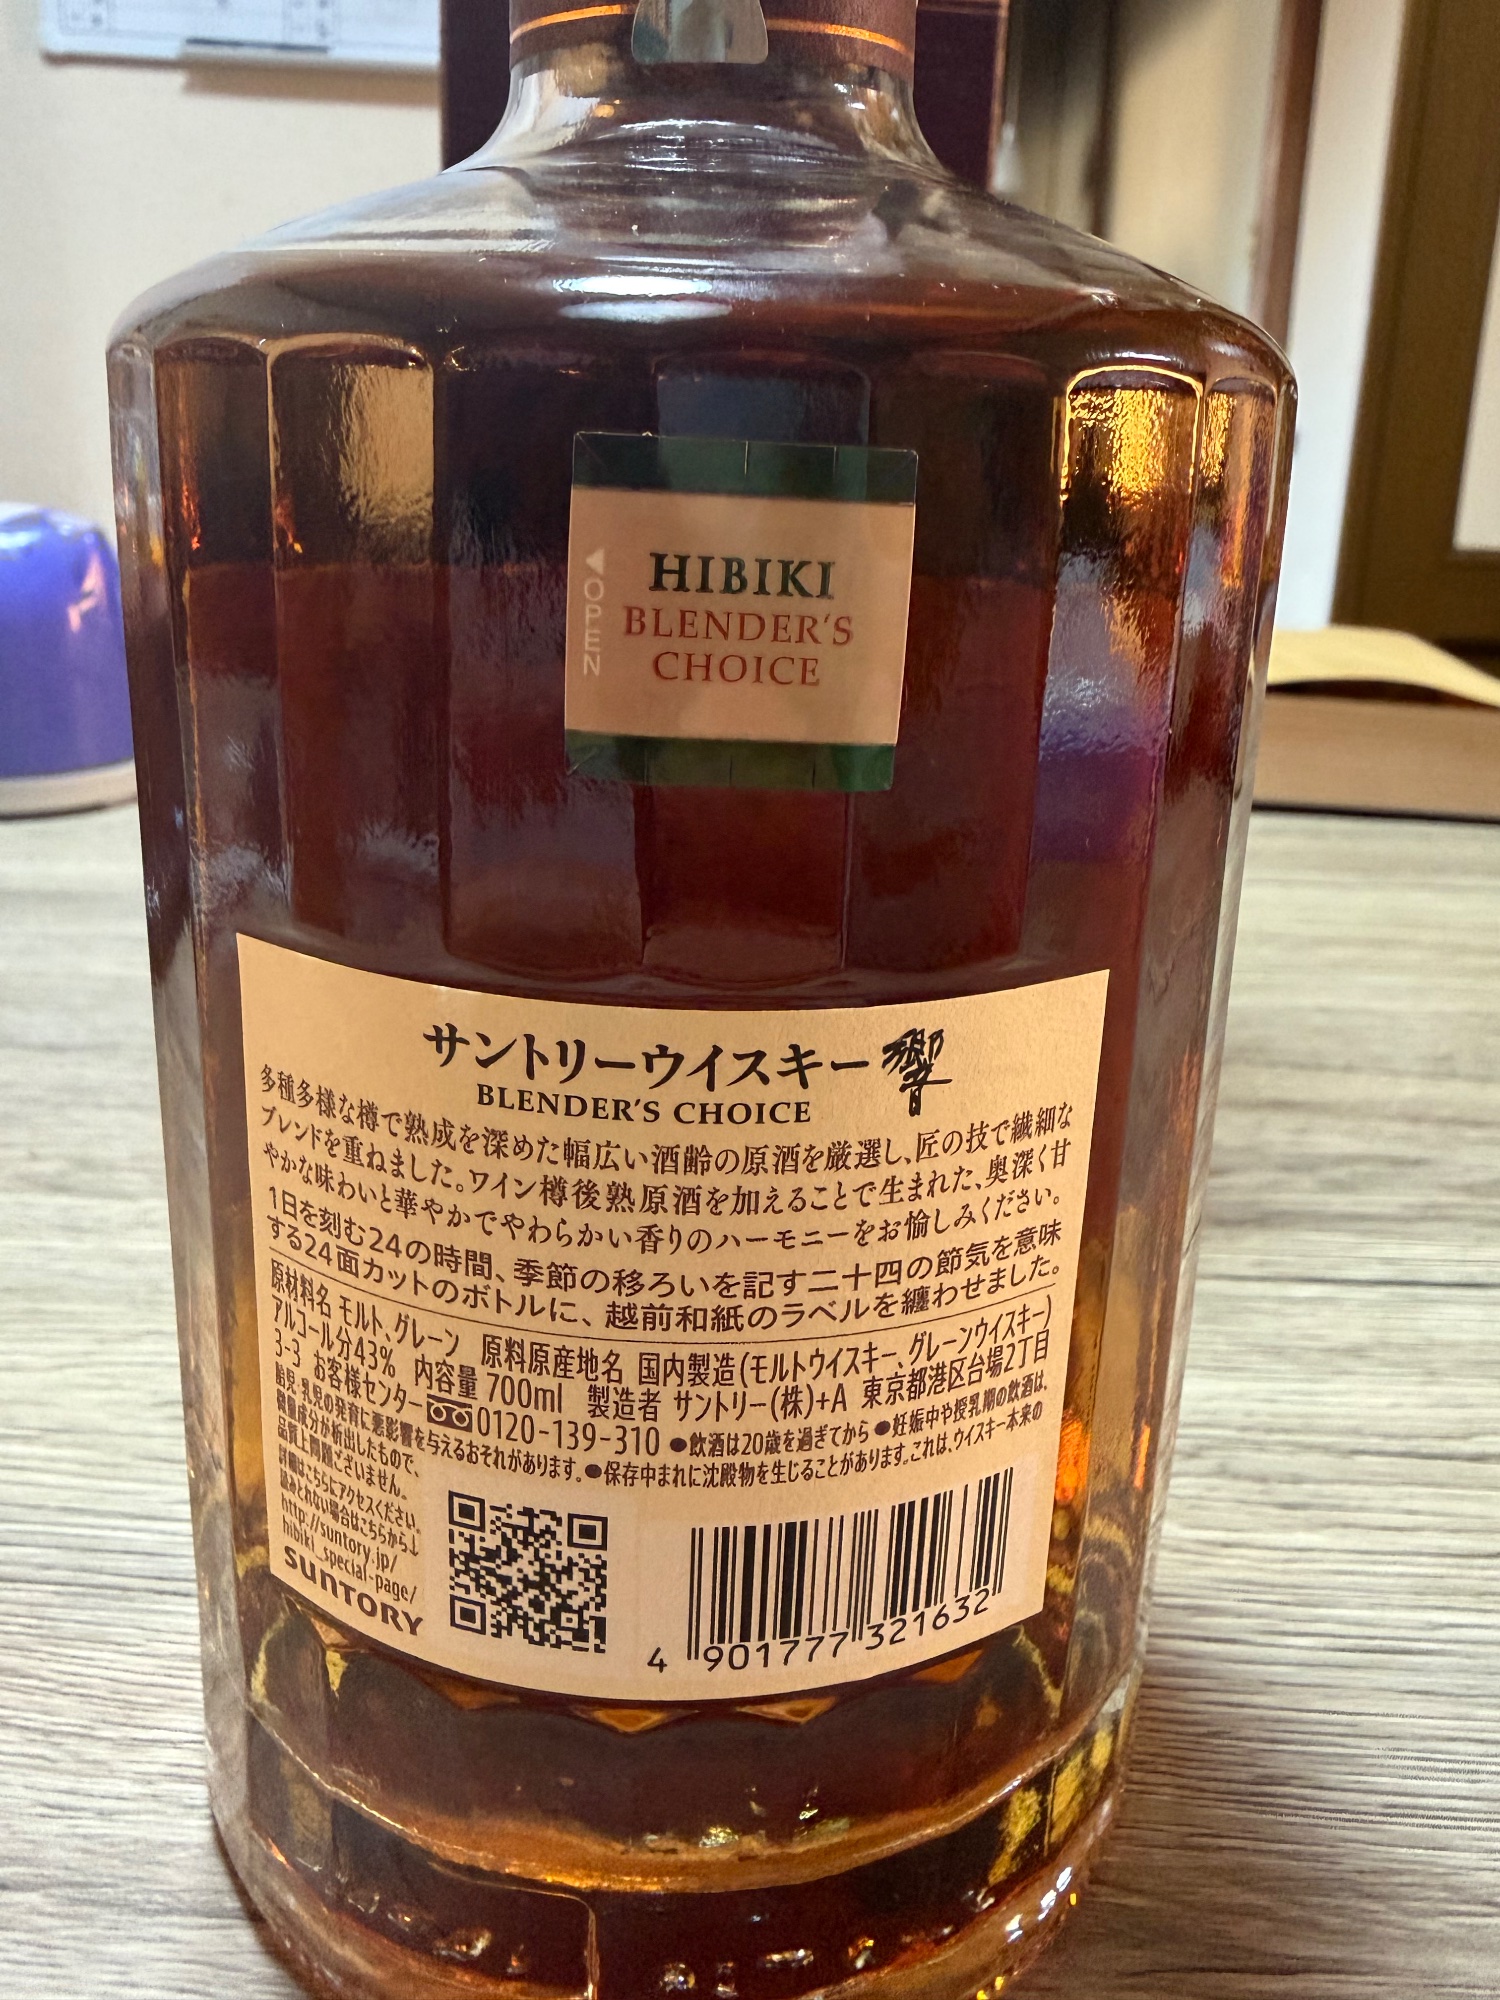 ◀OPEN
HIBIKI
BLENDER'S
CHOICE
サントリーウイスキー 響
BLENDER'S CHOICE
多種多様な樽で熟成を深めた幅広い酒齢の原酒を厳選し、匠の技で繊細な
ブレンドを重ねました。ワイン樽後熟原酒を加えることで生まれた、奥深く甘
やかな味わいと華やかでやわらかい香りのハーモニーをお愉しみください。
1日を刻む24の時間、季節の移ろいを記す二十四の節気を意味
する24面カットのボトルに、越前和紙のラベルを纏わせました。
原材料名 モルト、グレーン 原料原産地名 国内製造(モルトウイスキー、グレーンウイスキー)
アルコール分43% 内容量 700ml 製造者 サントリー(株)+A 東京都港区台場2丁目
3-3 お客様センター 0120-139-310 ●飲酒は20歳を過ぎてから ●妊娠中や授乳期の飲酒は、
胎児・乳児の発育に悪影響を与えるおそれがあります。●保存中まれに沈殿物を生じることがあります。これは、ウイスキー本来の
微量成分が析出したもので、
品質上問題ございません。
詳細はこちらにアクセスください。
読みとれない場合はこちらから↓
http://suntory.jp/
hibiki_special-page/
SUNTORY
4 901777 321632